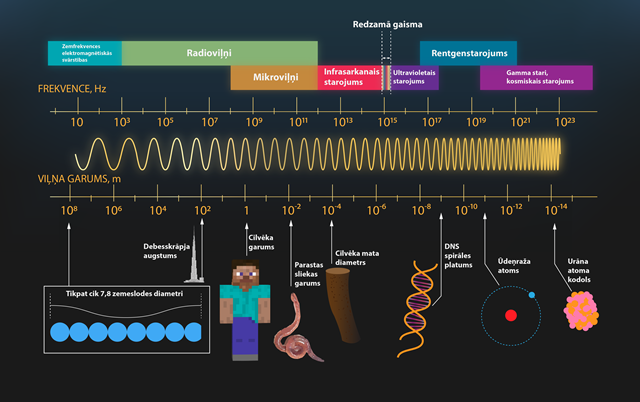 Redzamā gaisma
Zemfrekvences
elektromagnētiskās
svārstības
Radioviļņi
Rentgenstarojums
Mikroviļņi
Infrasarkanais
starojums
Ultravioletais
starojums
Gamma stari,
kosmiskais starojums
FREKVENCE, Hz
10 10³ 10⁵ 10⁷ 10⁹ 10¹¹ 10¹³ 10¹⁵ 10¹⁷ 10¹⁹ 10²¹ 10²³
VIĻŅA GARUMS, m
10⁸ 10⁶ 10⁴ 10² 1 10⁻² 10⁻⁴ 10⁻⁶ 10⁻⁸ 10⁻¹⁰ 10⁻¹² 10⁻¹⁴
Debesskrāpja
augstums
Cilvēka
garums
Parastas
sliekas
garums
Cilvēka mata
diametrs
DNS
spirāles
platums
Ūdeņraža
atoms
Urāna
atoma
kodols
Tikpat cik 7,8 zemeslodes diametri